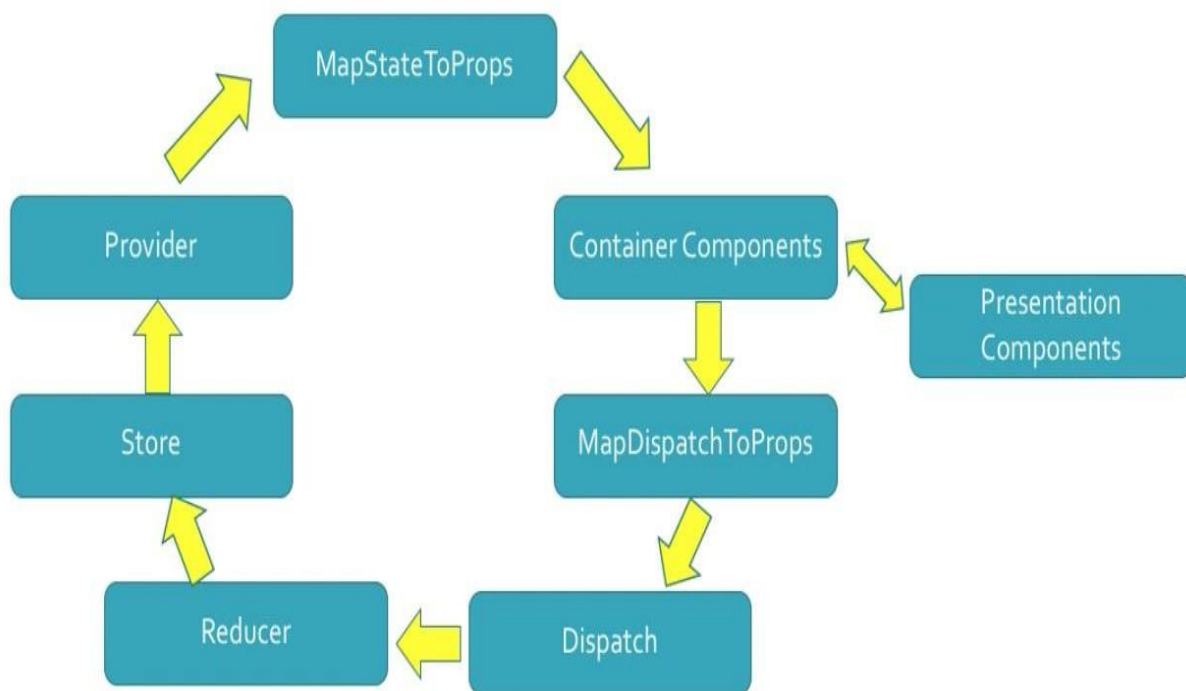 MapStateToProps
Provider
Container Components
Presentation
Components
Store
MapDispatchToProps
Reducer
Dispatch